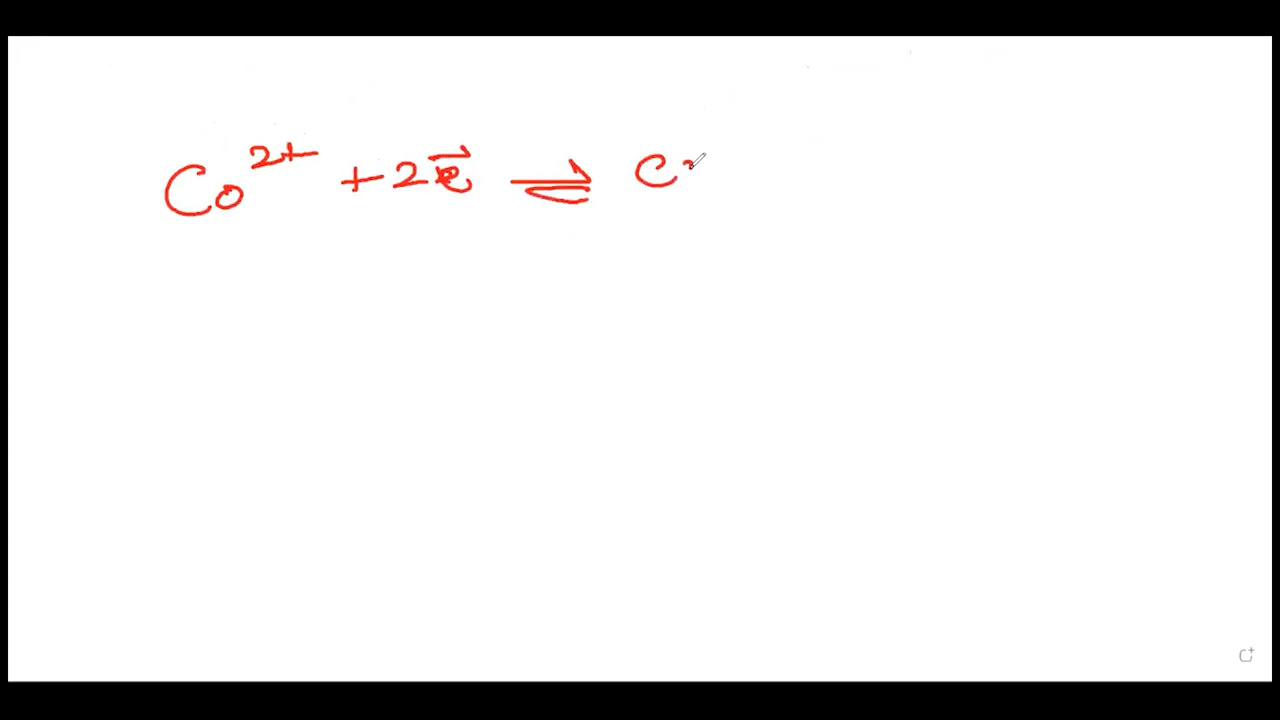 Co²⁺ + 2e⁻ ⇌ C